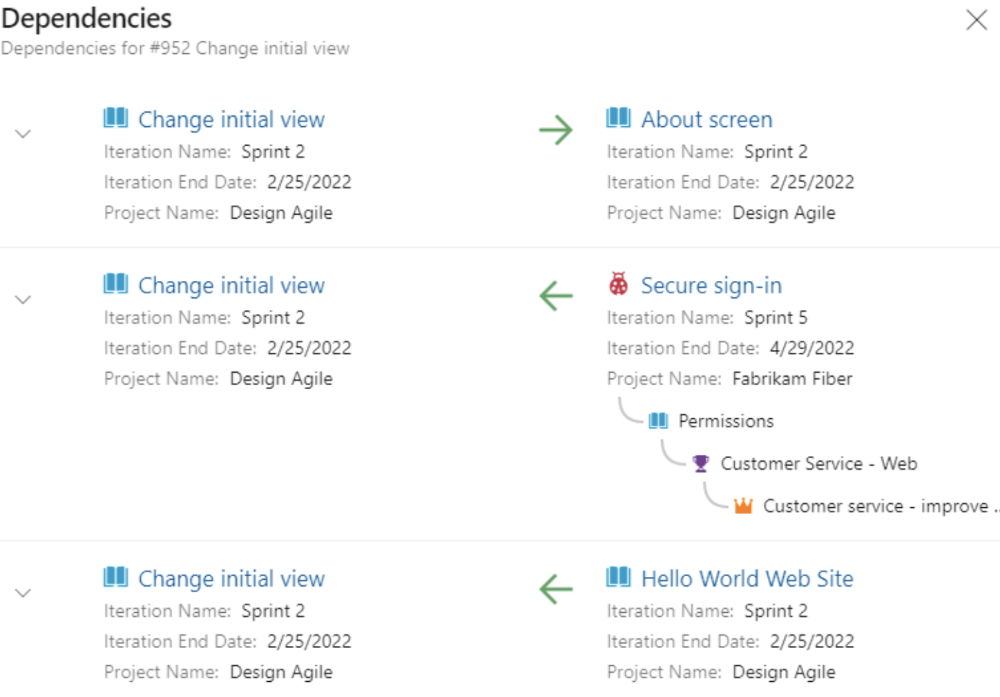 Dependencies
Dependencies for #952 Change initial view
Change initial view
Iteration Name: Sprint 2
Iteration End Date: 2/25/2022
Project Name: Design Agile
About screen
Iteration Name: Sprint 2
Iteration End Date: 2/25/2022
Project Name: Design Agile
Change initial view
Iteration Name: Sprint 2
Iteration End Date: 2/25/2022
Project Name: Design Agile
Secure sign-in
Iteration Name: Sprint 5
Iteration End Date: 4/29/2022
Project Name: Fabrikam Fiber
Permissions
Customer Service - Web
Customer service - improve ..
Change initial view
Iteration Name: Sprint 2
Iteration End Date: 2/25/2022
Project Name: Design Agile
Hello World Web Site
Iteration Name: Sprint 2
Iteration End Date: 2/25/2022
Project Name: Design Agile